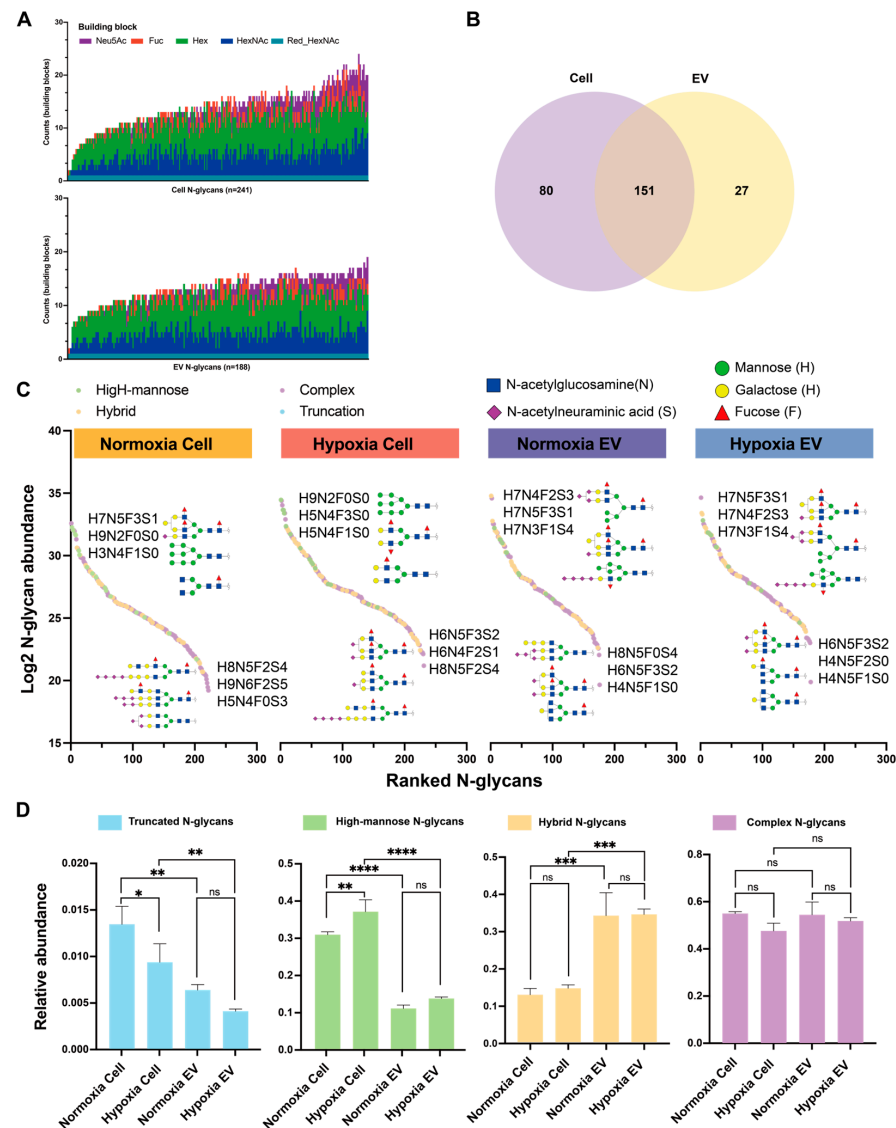 A
Building block
Neu5Ac Fuc Hex HexNAc Red_HexNAc
Counts (building blocks)
30
20
10
0
Cell N-glycans (n=241)
Counts (building blocks)
30
20
10
0
EV N-glycans (n=188)
B
Cell EV
80 151 27
C
HigH-mannose
Hybrid
Complex
Truncation
N-acetylglucosamine(N)
N-acetylneuraminic acid (S)
Mannose (H)
Galactose (H)
Fucose (F)
Log2 N-glycan abundance
40
35
30
25
20
15
Normoxia Cell
H7N5F3S1
H9N2F0S0
H3N4F1S0
H8N5F2S4
H9N6F2S5
H5N4F0S3
0 100 200 300
Hypoxia Cell
H9N2F0S0
H5N4F3S0
H5N4F1S0
H6N5F3S2
H6N4F2S1
H8N5F2S4
0 100 200 300
Normoxia EV
H7N4F2S3
H7N5F3S1
H7N3F1S4
H8N5F0S4
H6N5F3S2
H4N5F1S0
0 100 200 300
Hypoxia EV
H7N5F3S1
H7N4F2S3
H7N3F1S4
H6N5F3S2
H4N5F2S0
H4N5F1S0
0 100 200 300
Ranked N-glycans
D
Relative abundance
Truncated N-glycans
0.020
0.015
0.010
0.005
0.000
**
**
*
ns
Normoxia Cell
Hypoxia Cell
Normoxia EV
Hypoxia EV
High-mannose N-glycans
0.5
0.4
0.3
0.2
0.1
0.0
****
****
**
ns
Normoxia Cell
Hypoxia Cell
Normoxia EV
Hypoxia EV
Hybrid N-glycans
0.5
0.4
0.3
0.2
0.1
0.0
***
***
ns
ns
Normoxia Cell
Hypoxia Cell
Normoxia EV
Hypoxia EV
Complex N-glycans
0.8
0.6
0.4
0.2
0.0
ns
ns
ns
ns
Normoxia Cell
Hypoxia Cell
Normoxia EV
Hypoxia EV